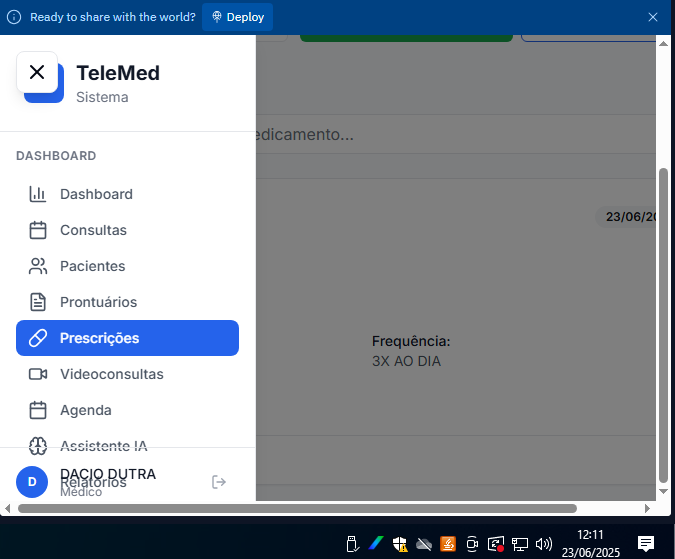 Ready to share with the world? Deploy
TeleMed
Sistema
edicamento...
DASHBOARD
Dashboard
Consultas
23/06/20
Pacientes
Prontuários
Prescrições
Frequência:
3X AO DIA
Videoconsultas
Agenda
Assistente IA
D
DACIO DUTRA
Relatórios
Médico
12:11
23/06/2025